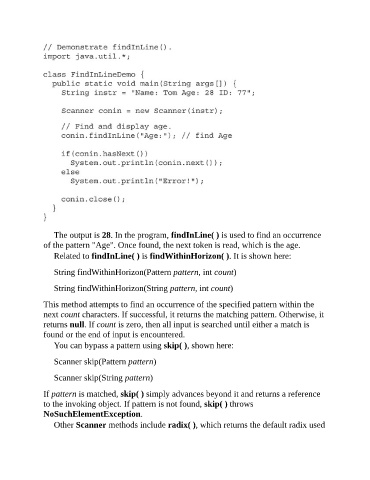 // Demonstrate findInLine().
import java.util.*;

class FindInLineDemo {
  public static void main(String args[]) {
    String instr = "Name: Tom Age: 28 ID: 77";

    Scanner conin = new Scanner(instr);

    // Find and display age.
    conin.findInLine("Age:"); // find Age

    if(conin.hasNext())
      System.out.println(conin.next());
    else
      System.out.println("Error!");

    conin.close();
  }
}
The output is 28. In the program, findInLine( ) is used to find an occurrence
of the pattern "Age". Once found, the next token is read, which is the age.
Related to findInLine( ) is findWithinHorizon( ). It is shown here:
String findWithinHorizon(Pattern pattern, int count)
String findWithinHorizon(String pattern, int count)
This method attempts to find an occurrence of the specified pattern within the
next count characters. If successful, it returns the matching pattern. Otherwise, it
returns null. If count is zero, then all input is searched until either a match is
found or the end of input is encountered.
You can bypass a pattern using skip( ), shown here:
Scanner skip(Pattern pattern)
Scanner skip(String pattern)
If pattern is matched, skip( ) simply advances beyond it and returns a reference
to the invoking object. If pattern is not found, skip( ) throws
NoSuchElementException.
Other Scanner methods include radix( ), which returns the default radix used